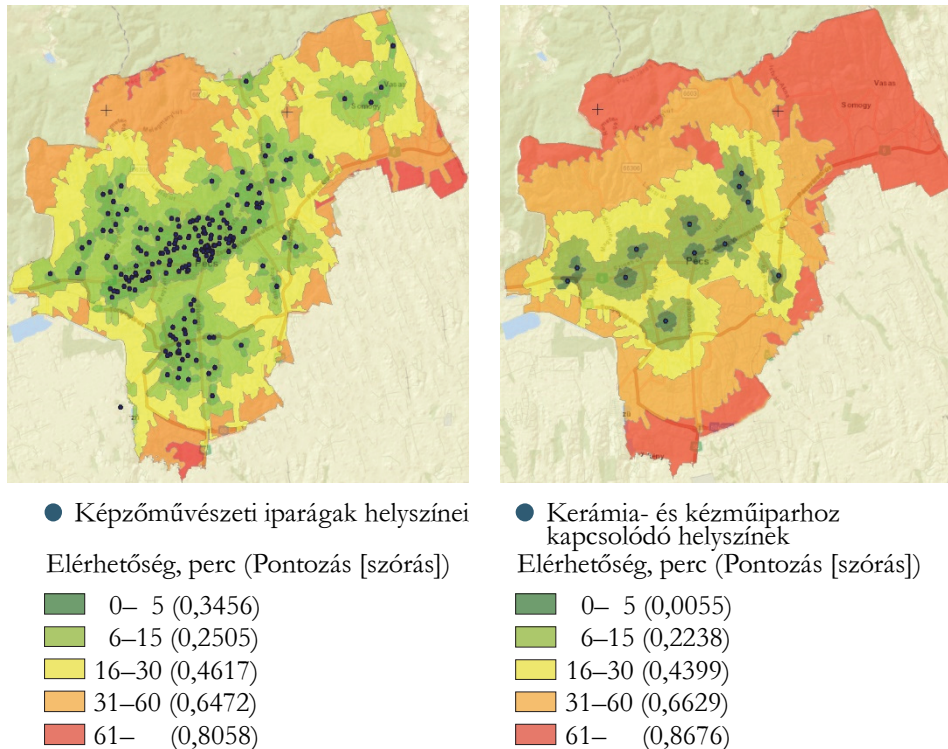 Vasas
Somogy
Vasas
Somogy
Pécs
● Képzőművészeti iparágak helyszínei
Elérhetőség, perc (Pontozás [szórás])
0– 5 (0,3456)
6–15 (0,2505)
16–30 (0,4617)
31–60 (0,6472)
61– (0,8058)
● Kerámia- és kézműiparhoz
kapcsolódó helyszínek
Elérhetőség, perc (Pontozás [szórás])
0– 5 (0,0055)
6–15 (0,2238)
16–30 (0,4399)
31–60 (0,6629)
61– (0,8676)